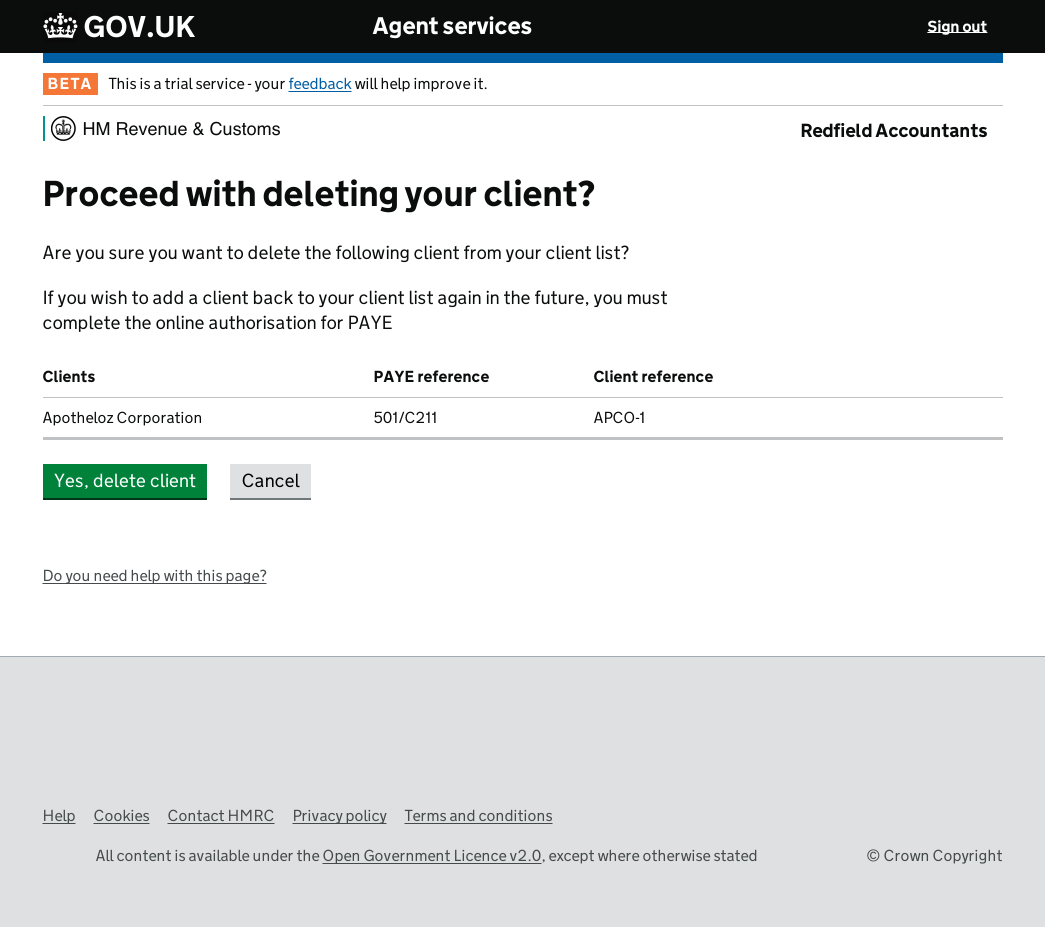 GOV.UK Agent services Sign out
BETA This is a trial service - your feedback will help improve it.
HM Revenue & Customs Redfield Accountants
Proceed with deleting your client?
Are you sure you want to delete the following client from your client list?
If you wish to add a client back to your client list again in the future, you must
complete the online authorisation for PAYE
Clients PAYE reference Client reference
Apotheloz Corporation 501/C211 APCO-1
Yes, delete client Cancel
Do you need help with this page?
Help Cookies Contact HMRC Privacy policy Terms and conditions
All content is available under the Open Government Licence v2.0, except where otherwise stated © Crown Copyright